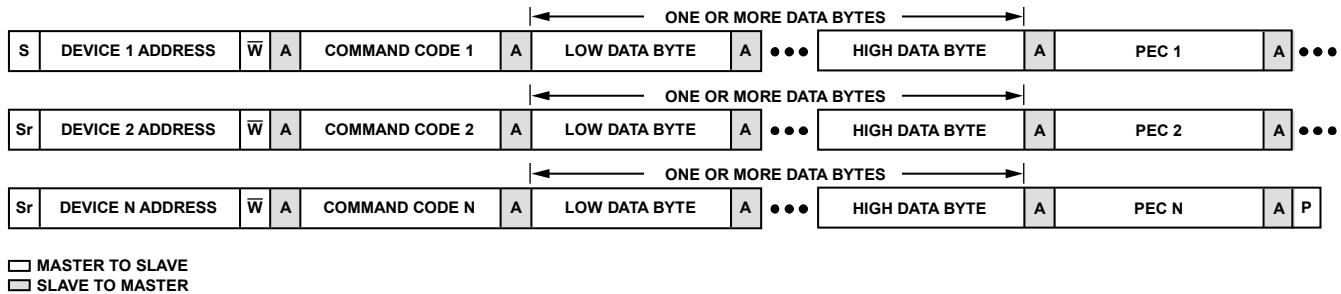 ONE OR MORE DATA BYTES
S DEVICE 1 ADDRESS W̅ A COMMAND CODE 1 A LOW DATA BYTE A ••• HIGH DATA BYTE A PEC 1 A •••
ONE OR MORE DATA BYTES
Sr DEVICE 2 ADDRESS W̅ A COMMAND CODE 2 A LOW DATA BYTE A ••• HIGH DATA BYTE A PEC 2 A •••
ONE OR MORE DATA BYTES
Sr DEVICE N ADDRESS W̅ A COMMAND CODE N A LOW DATA BYTE A ••• HIGH DATA BYTE A PEC N A P
MASTER TO SLAVE
SLAVE TO MASTER